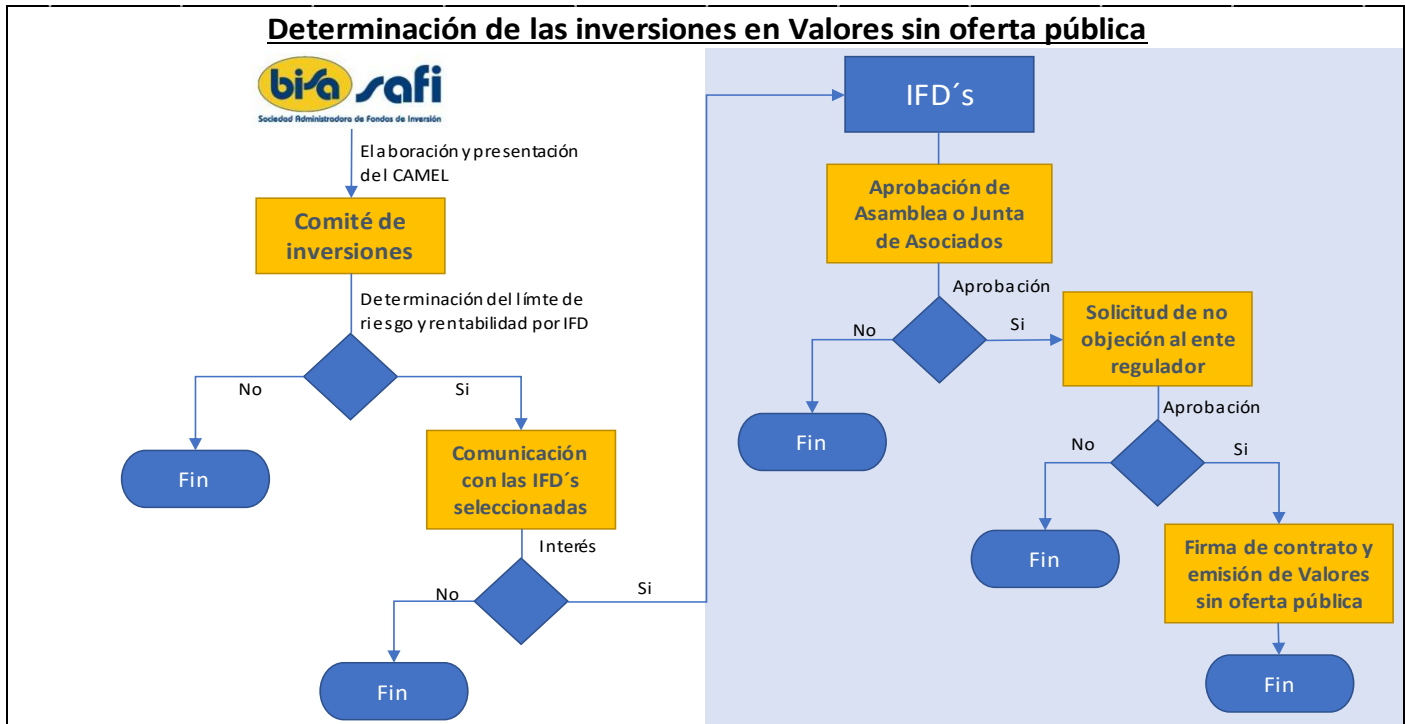 Determinación de las inversiones en Valores sin oferta pública
bisa safi
Sociedad Administradora de Fondos de Inversión
Elaboración y presentación
del CAMEL
Comité de
inversiones
Determinación del límte de
riesgo y rentabilidad por IFD
No
Si
Fin
Comunicación
con las IFD´s
seleccionadas
Interés
No
Si
Fin
IFD´s
Aprobación de
Asamblea o Junta
de Asociados
Aprobación
No
Si
Fin
Solicitud de no
objeción al ente
regulador
Aprobación
No
Si
Fin
Firma de contrato y
emisión de Valores
sin oferta pública
Fin